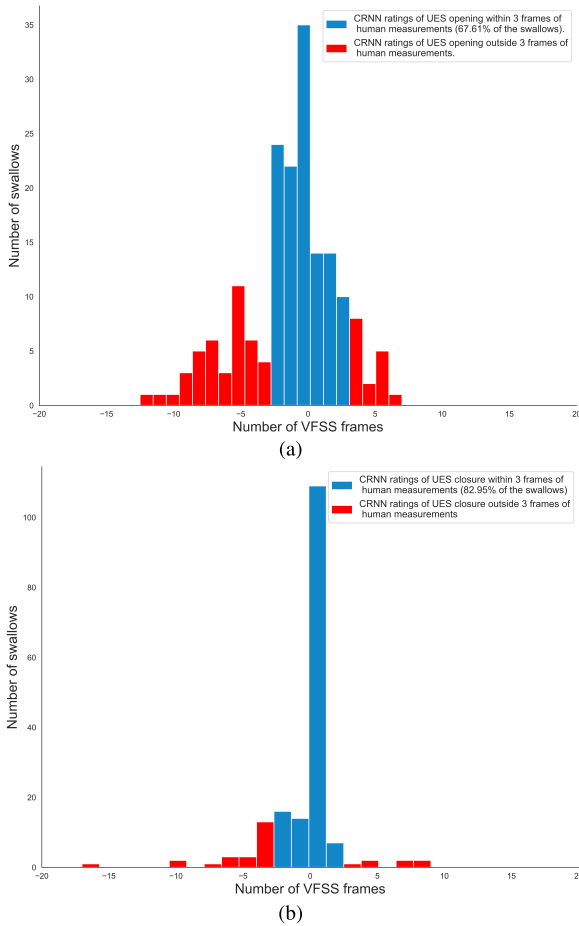 CRNN ratings of UES opening within 3 frames of
human measurements (67.61% of the swallows).
CRNN ratings of UES opening outside 3 frames of
human measurements.
Number of swallows
35
30
25
20
15
10
5
0
−20 −15 −10 −5 0 5 10 15 20
Number of VFSS frames
(a)
CRNN ratings of UES closure within 3 frames of
human measurements (82.95% of the swallows)
CRNN ratings of UES closure outside 3 frames of
human measurements
Number of swallows
100
80
60
40
20
0
−20 −15 −10 −5 0 5 10 15 2
Number of VFSS frames
(b)